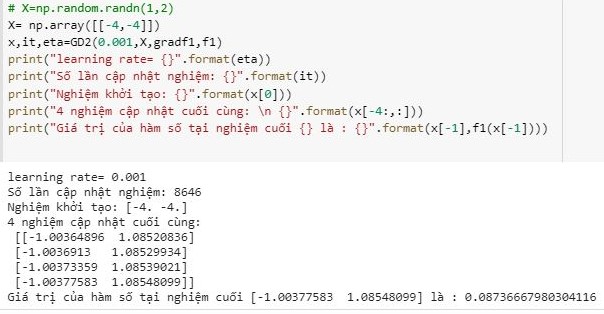 # X=np.random.randn(1,2)
X= np.array([[-4,-4]])
x,it,eta=GD2(0.001,X,gradf1,f1)
print("learning rate= {}".format(eta))
print("Số lần cập nhật nghiệm: {}".format(it))
print("Nghiệm khởi tạo: {}".format(x[0]))
print("4 nghiệm cập nhật cuối cùng: \n {}".format(x[-4:,:]))
print("Giá trị của hàm số tại nghiệm cuối {} là : {}".format(x[-1],f1(x[-1])))
learning rate= 0.001
Số lần cập nhật nghiệm: 8646
Nghiệm khởi tạo: [-4. -4.]
4 nghiệm cập nhật cuối cùng:
[[-1.00364896 1.08520836]
[-1.0036913 1.08529934]
[-1.00373359 1.08539021]
[-1.00377583 1.08548099]]
Giá trị của hàm số tại nghiệm cuối [-1.00377583 1.08548099] là : 0.08736667980304116